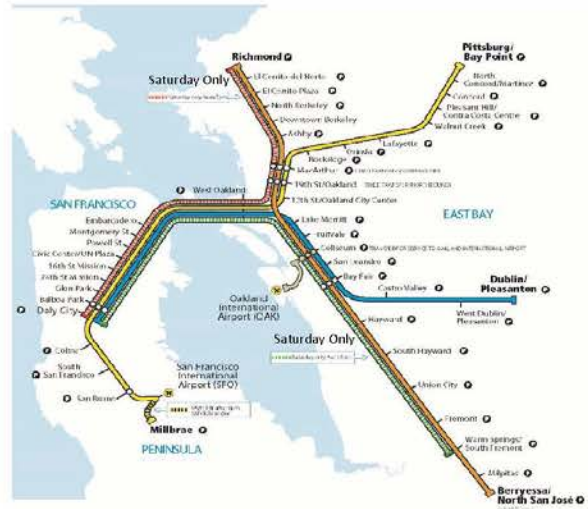 Richmond P
Pittsburg/
Bay Point P
Saturday Only
El Cerrito del Norte P
El Cerrito Plaza P
North Berkeley P
Downtown Berkeley
Ashby P
North
Concord/Martinez P
Concord P
Pleasant Hill/
Contra Costa Centre P
Walnut Creek P
Lafayette P
Orinda P
Rockridge P
MacArthur P
19th St/Oakland
12th St/Oakland City Center
P West Oakland
SAN FRANCISCO
EAST BAY
Embarcadero
Montgomery St
Powell St
Civic Center/UN Plaza
16th St Mission
24th St Mission
Glen Park
Balboa Park
P Daly City
Lake Merritt P
Fruitvale P
Coliseum P
San Leandro P
Bay Fair P
Castro Valley P
Dublin/
Pleasanton P
West Dublin/
Pleasanton P
Oakland
International
Airport (OAK)
Hayward P
Saturday Only
South Hayward P
Union City P
Fremont P
Warm Springs/
South Fremont P
Milpitas P
Berryessa/
North San José P
P Colma
South
P San Francisco
San Francisco
International
Airport (SFO)
P San Bruno
Millbrae P
PENINSULA